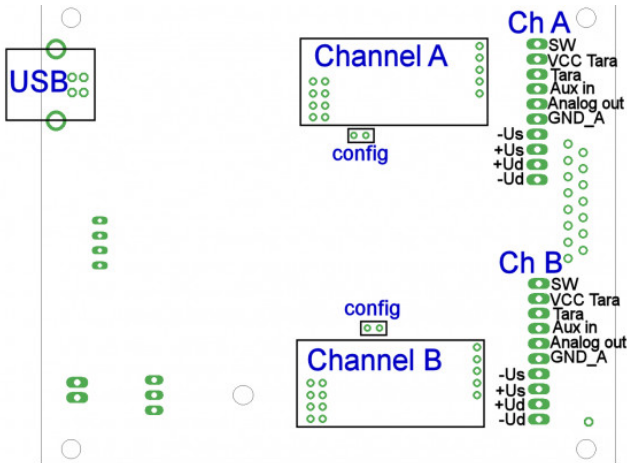 Ch A
SW
VCC Tara
Tara
Aux in
Analog out
GND_A
-Us
+Us
+Ud
-Ud
Channel A
config
USB
Ch B
SW
VCC Tara
Tara
Aux in
Analog out
GND_A
-Us
+Us
+Ud
-Ud
config
Channel B